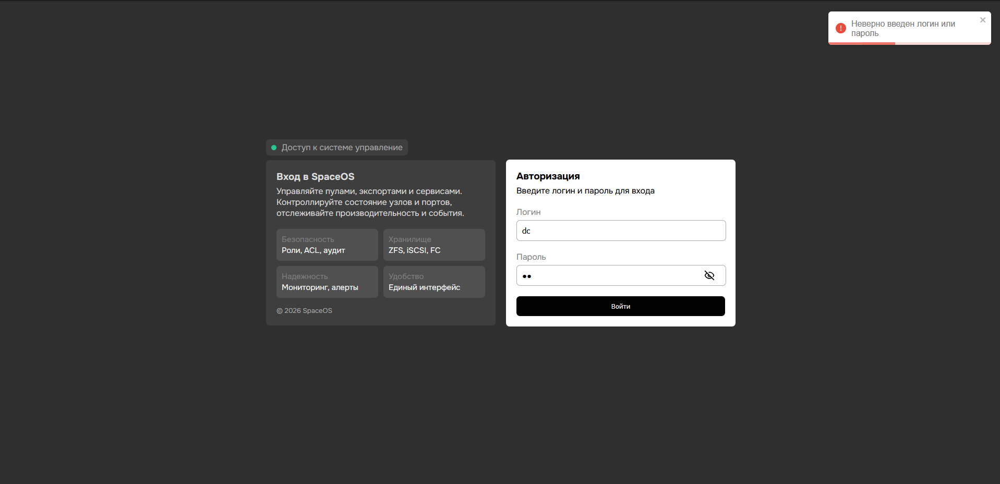 Неверно введен логин или
пароль
Доступ к системе управление
Вход в SpaceOS
Управляйте пулами, экспортами и сервисами.
Контроллируйте состояние узлов и портов,
отслеживайте производительность и события.
Безопасность
Роли, ACL, аудит
Хранилище
ZFS, iSCSI, FC
Надежность
Мониторинг, алерты
Удобство
Единый интерфейс
© 2026 SpaceOS
Авторизация
Введите логин и пароль для входа
Логин
dc
Пароль
Войти